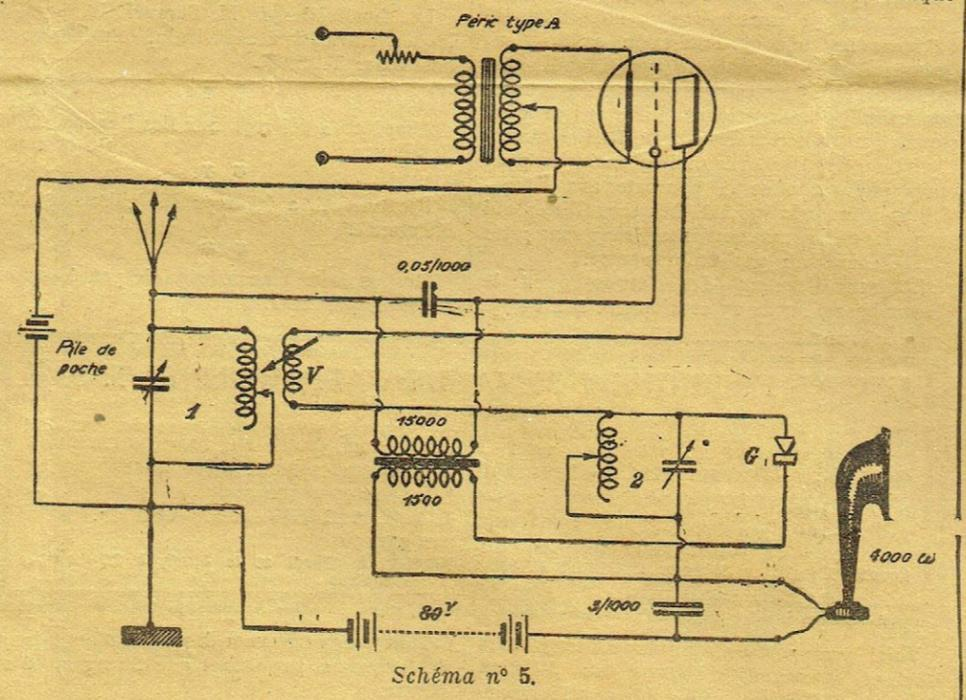 Péric type A
0,05/1000
Pile de
poche
1
V
15000
1500
2
G
4000 ω
3/1000
80v
Schéma n° 5.